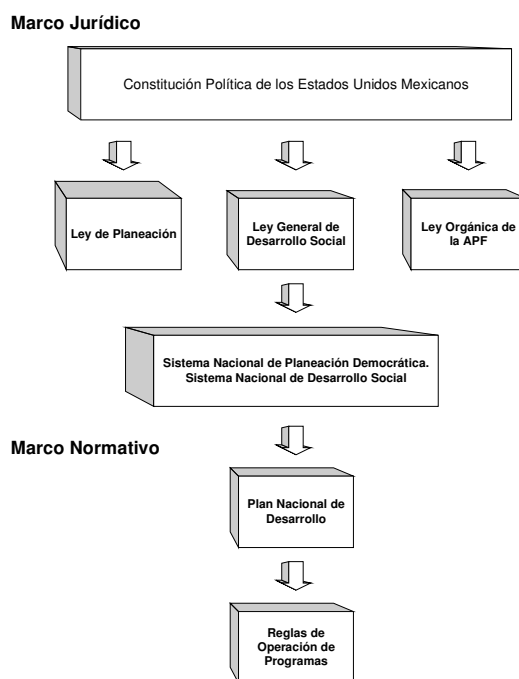 Marco Jurídico
Constitución Política de los Estados Unidos Mexicanos
Ley de Planeación
Ley General de
Desarrollo Social
Ley Orgánica de
la APF
Sistema Nacional de Planeación Democrática.
Sistema Nacional de Desarrollo Social
Marco Normativo
Plan Nacional de
Desarrollo
Reglas de
Operación de
Programas